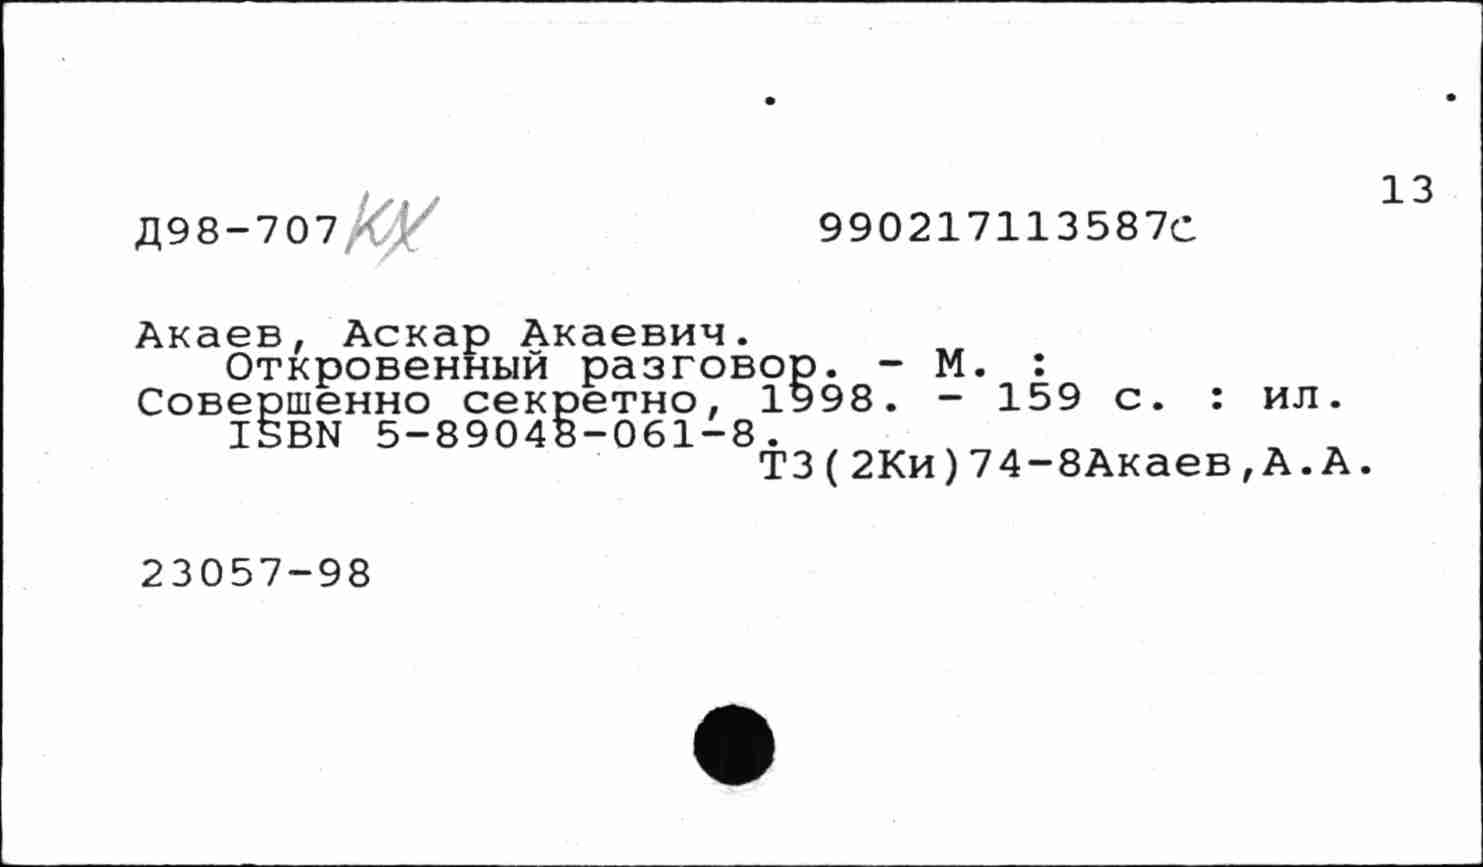 13
Д98-707 КХ 990217113587с
Акаев, Аскар Акаевич.
Откровенный разговор. - М. :
Совершенно секретно, 1998. - 159 с. : ил.
ISBN 5-89048-061-8.
Т3(2Ки)74-8Акаев,А.А.
23057-98